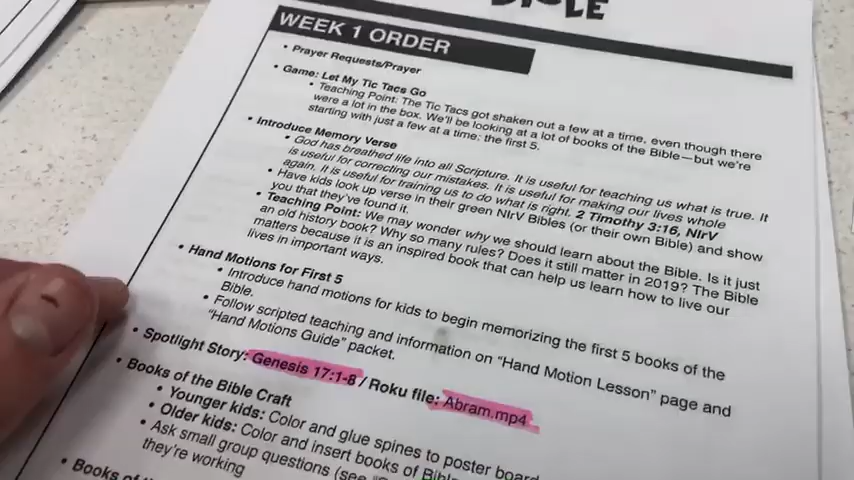 BIBLE
WEEK 1 ORDER
• Prayer Requests/Prayer
• Game: Let My Tic Tacs Go
• Teaching Point: The Tic Tacs got shaken out a few at a time, even though there
were a lot in the box. We'll be looking at a lot of books of the Bible—but we're
starting with just a few at a time: the first 5.
• Introduce Memory Verse
• God has breathed life into all Scripture. It is useful for teaching us what is true. It
is useful for correcting our mistakes. It is useful for making our lives whole
again. It is useful for training us to do what is right. 2 Timothy 3:16, NIrV
• Have kids look up verse in their green NIrV Bibles (or their own Bible) and show
you that they've found it.
• Teaching Point: We may wonder why we should learn about the Bible. Is it just
an old history book? Why so many rules? Does it still matter in 2019? The Bible
matters because it is an inspired book that can help us learn how to live our
lives in important ways.
• Hand Motions for First 5
• Introduce hand motions for kids to begin memorizing the first 5 books of the
Bible.
• Follow scripted teaching and information on "Hand Motion Lesson" page and
"Hand Motions Guide" packet.
• Spotlight Story: Genesis 17:1-8 / Roku file: Abram.mp4
• Books of the Bible Craft
• Younger kids: Color and glue spines to poster board
• Older kids: Color and insert books of Bible
• Ask small group questions (see
they're working
• Books of